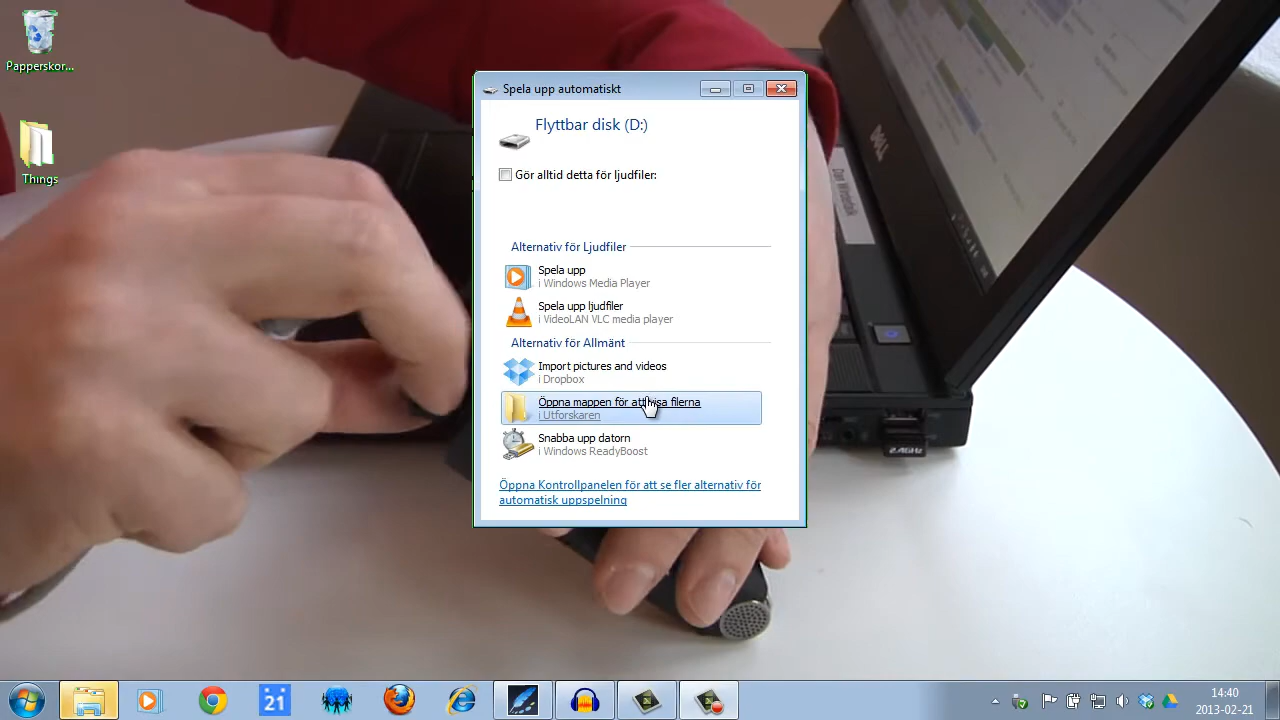 Papperskor...
Things
Spela upp automatiskt
Flyttbar disk (D:)
Gör alltid detta för ljudfiler:
Alternativ för Ljudfiler
Spela upp
i Windows Media Player
Spela upp ljudfiler
i VideoLAN VLC media player
Alternativ för Allmänt
Import pictures and videos
i Dropbox
Öppna mappen för att visa filerna
i Utforskaren
Snabba upp datorn
i Windows ReadyBoost
Öppna Kontrollpanelen för att se fler alternativ för
automatisk uppspelning
DELL
2.4GHz
21
14:40
2013-02-21